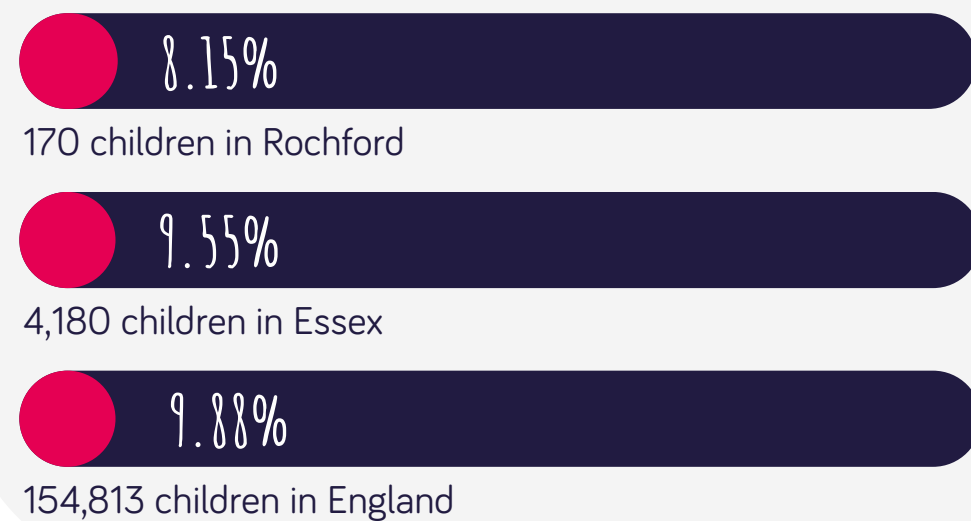 8.15%
170 children in Rochford
9.55%
4,180 children in Essex
9.88%
154,813 children in England